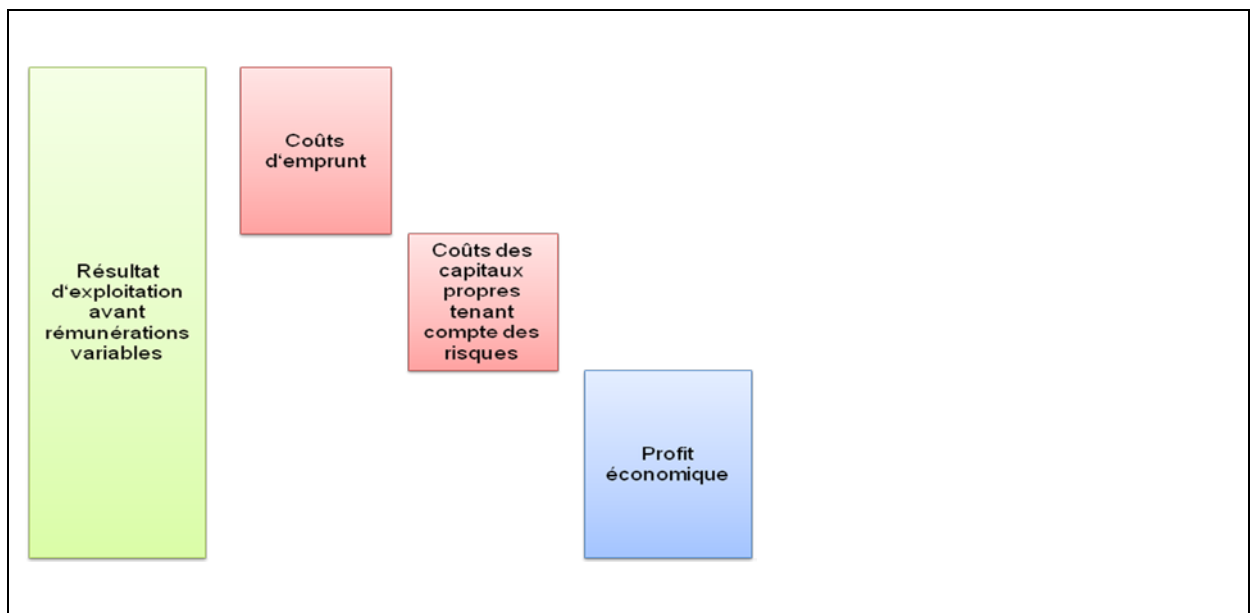 Résultat
d‘exploitation
avant
rémunérations
variables
Coûts
d‘emprunt
Coûts des
capitaux
propres
tenant
compte des
risques
Profit
économique